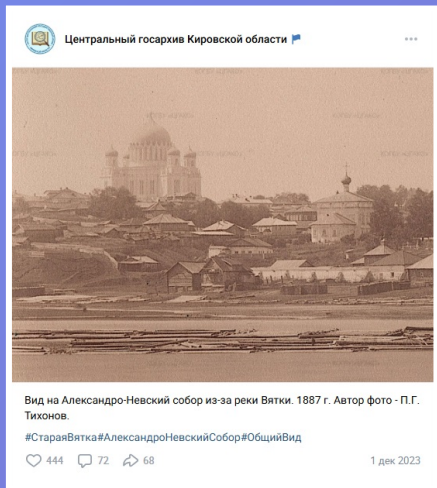 Центральный госархив Кировской области
Вид на Александро-Невский собор из-за реки Вятки. 1887 г. Автор фото - П.Г.
Тихонов.
#СтараяВятка#АлександроНевскийСобор#ОбщийВид
444 72 68 1 дек 2023